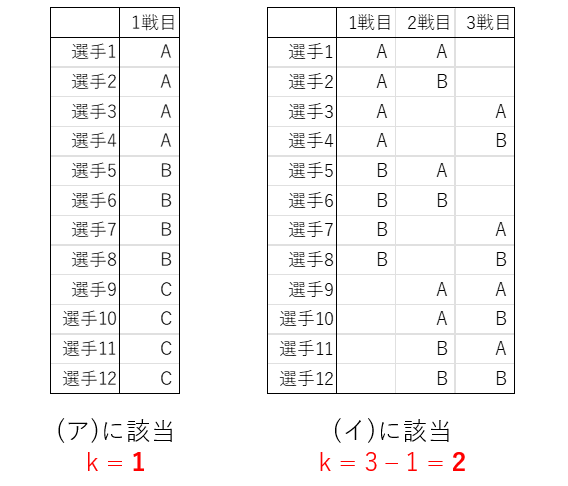 1戦目
選手1 A
選手2 A
選手3 A
選手4 A
選手5 B
選手6 B
選手7 B
選手8 B
選手9 C
選手10 C
選手11 C
選手12 C
(ア)に該当
k = 1
1戦目 2戦目 3戦目
選手1 A A
選手2 A B
選手3 A A
選手4 A B
選手5 B A
選手6 B B
選手7 B A
選手8 B B
選手9 A A
選手10 A B
選手11 B A
選手12 B B
(イ)に該当
k = 3 – 1 = 2